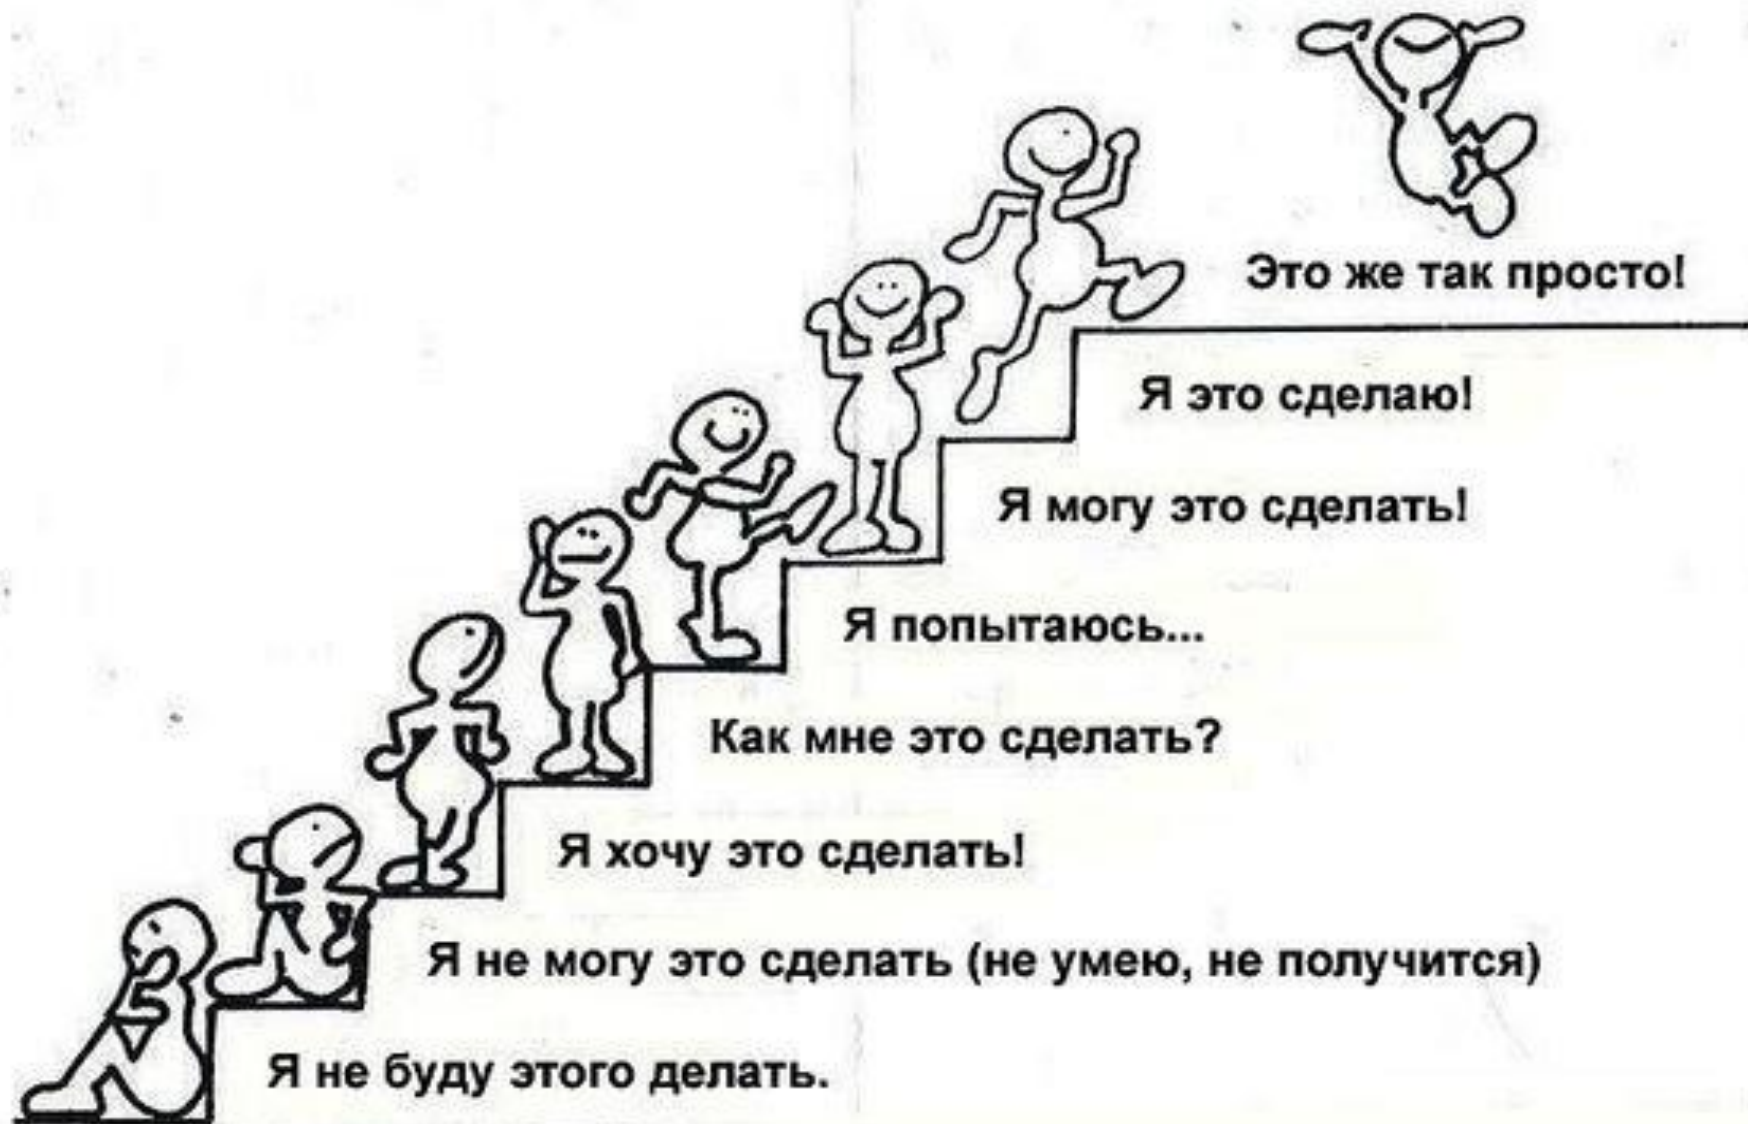 Это же так просто!
Я это сделаю!
Я могу это сделать!
Я попытаюсь...
Как мне это сделать?
Я хочу это сделать!
Я не могу это сделать (не умею, не получится)
Я не буду этого делать.